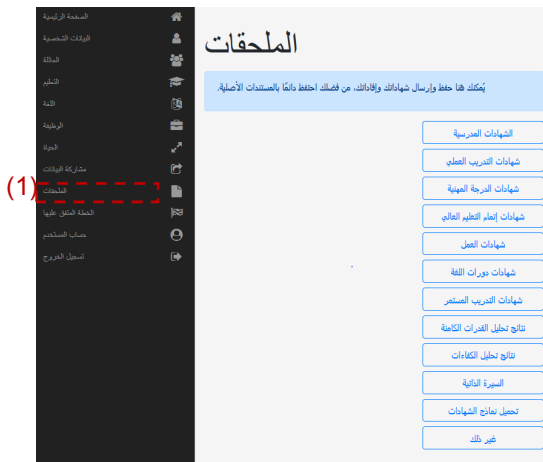 الصفحة الرئيسية
البيانات الشخصية
العائلة
التعليم
اللغة
الوظيفة
الحياة
مشاركة البيانات
(1)
الملحقات
الخطة المتفق عليها
حساب المستخدم
تسجيل الخروج
الملحقات
يُمكنك هنا حفظ وإرسال شهاداتك وإفاداتك، من فضلك احتفظ دائمًا بالمستندات الأصلية.
الشهادات المدرسية
شهادات التدريب العملي
شهادات الدرجة المهنية
شهادات إتمام التعليم العالي
شهادات العمل
شهادات دورات اللغة
شهادات التدريب المستمر
نتائج تحليل القدرات الكامنة
نتائج تحليل الكفاءات
السيرة الذاتية
تحميل نماذج الشهادات
غير ذلك